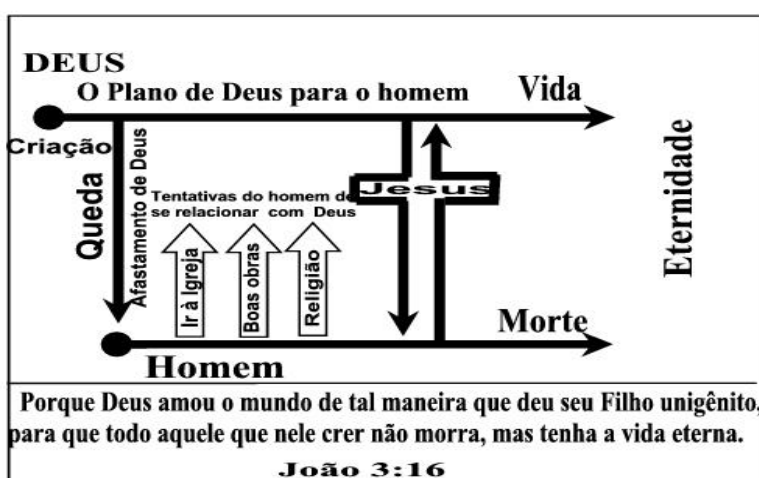 DEUS
O Plano de Deus para o homem
Vida
Criação
Queda
Afastamento de Deus
Tentativas do homem de
se relacionar com Deus
Ir à Igreja
Boas obras
Religião
Jesus
Eternidade
Morte
Homem
Porque Deus amou o mundo de tal maneira que deu seu Filho unigênito,
para que todo aquele que nele crer não morra, mas tenha a vida eterna.
João 3:16